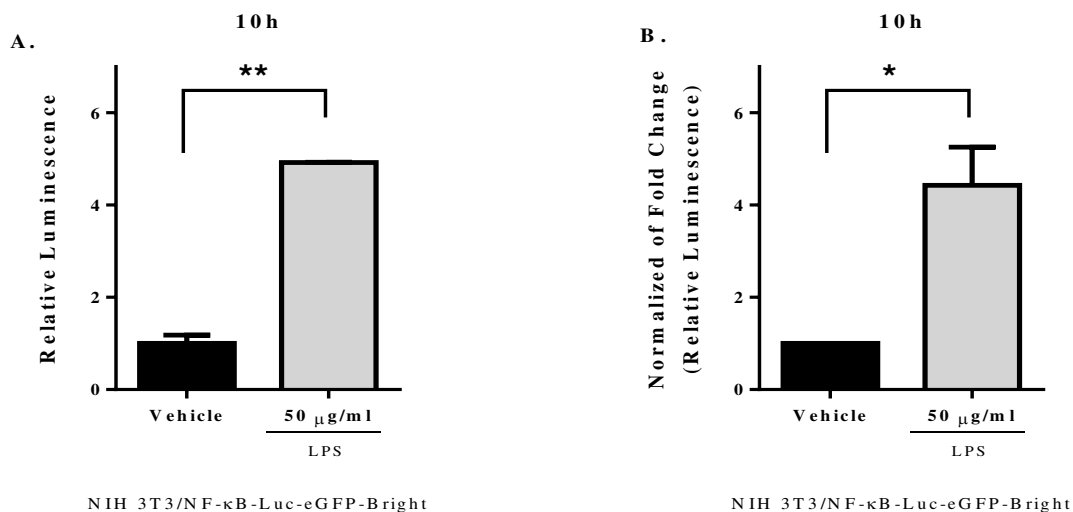 A.
10h
Relative Luminescence
6
4
2
0
**
Vehicle
50 μg/ml
LPS
NIH 3T3/NF-κB-Luc-eGFP-Bright
B.
10h
Normalized of Fold Change
(Relative Luminescence)
6
4
2
0
*
Vehicle
50 μg/ml
LPS
NIH 3T3/NF-κB-Luc-eGFP-Bright